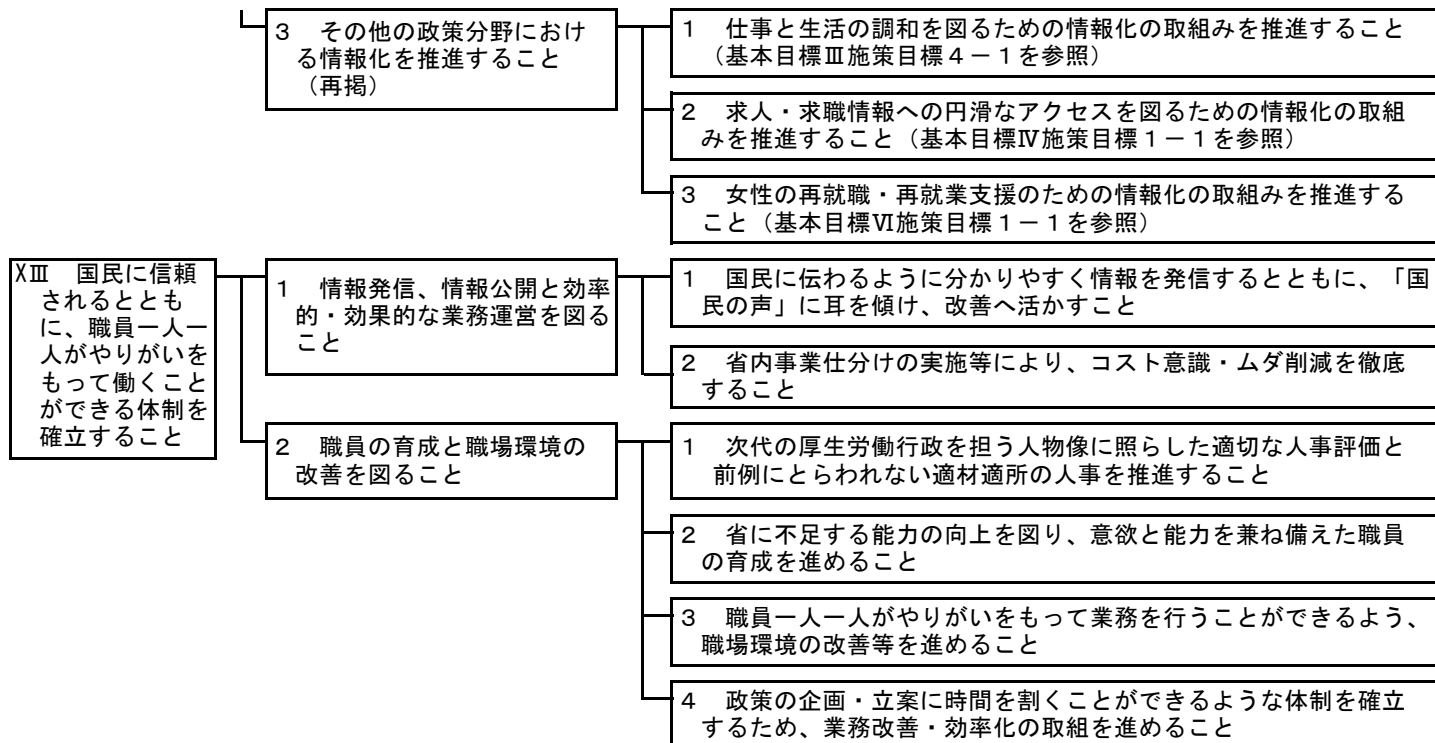 3 その他の政策分野におけ
る情報化を推進すること
(再掲)
1 仕事と生活の調和を図るための情報化の取組みを推進すること
(基本目標Ⅲ施策目標4-1を参照)
2 求人・求職情報への円滑なアクセスを図るための情報化の取組
みを推進すること(基本目標Ⅳ施策目標1-1を参照)
3 女性の再就職・再就業支援のための情報化の取組みを推進する
こと(基本目標Ⅵ施策目標1-1を参照)
XⅢ 国民に信頼
されるととも
に、職員一人一
人がやりがいを
もって働くこと
ができる体制を
確立すること
1 情報発信、情報公開と効率
的・効果的な業務運営を図る
こと
1 国民に伝わるように分かりやすく情報を発信するとともに、「国
民の声」に耳を傾け、改善へ活かすこと
2 省内事業仕分けの実施等により、コスト意識・ムダ削減を徹底
すること
2 職員の育成と職場環境の
改善を図ること
1 次代の厚生労働行政を担う人物像に照らした適切な人事評価と
前例にとらわれない適材適所の人事を推進すること
2 省に不足する能力の向上を図り、意欲と能力を兼ね備えた職員
の育成を進めること
3 職員一人一人がやりがいをもって業務を行うことができるよう、
職場環境の改善等を進めること
4 政策の企画・立案に時間を割くことができるような体制を確立
するため、業務改善・効率化の取組を進めること